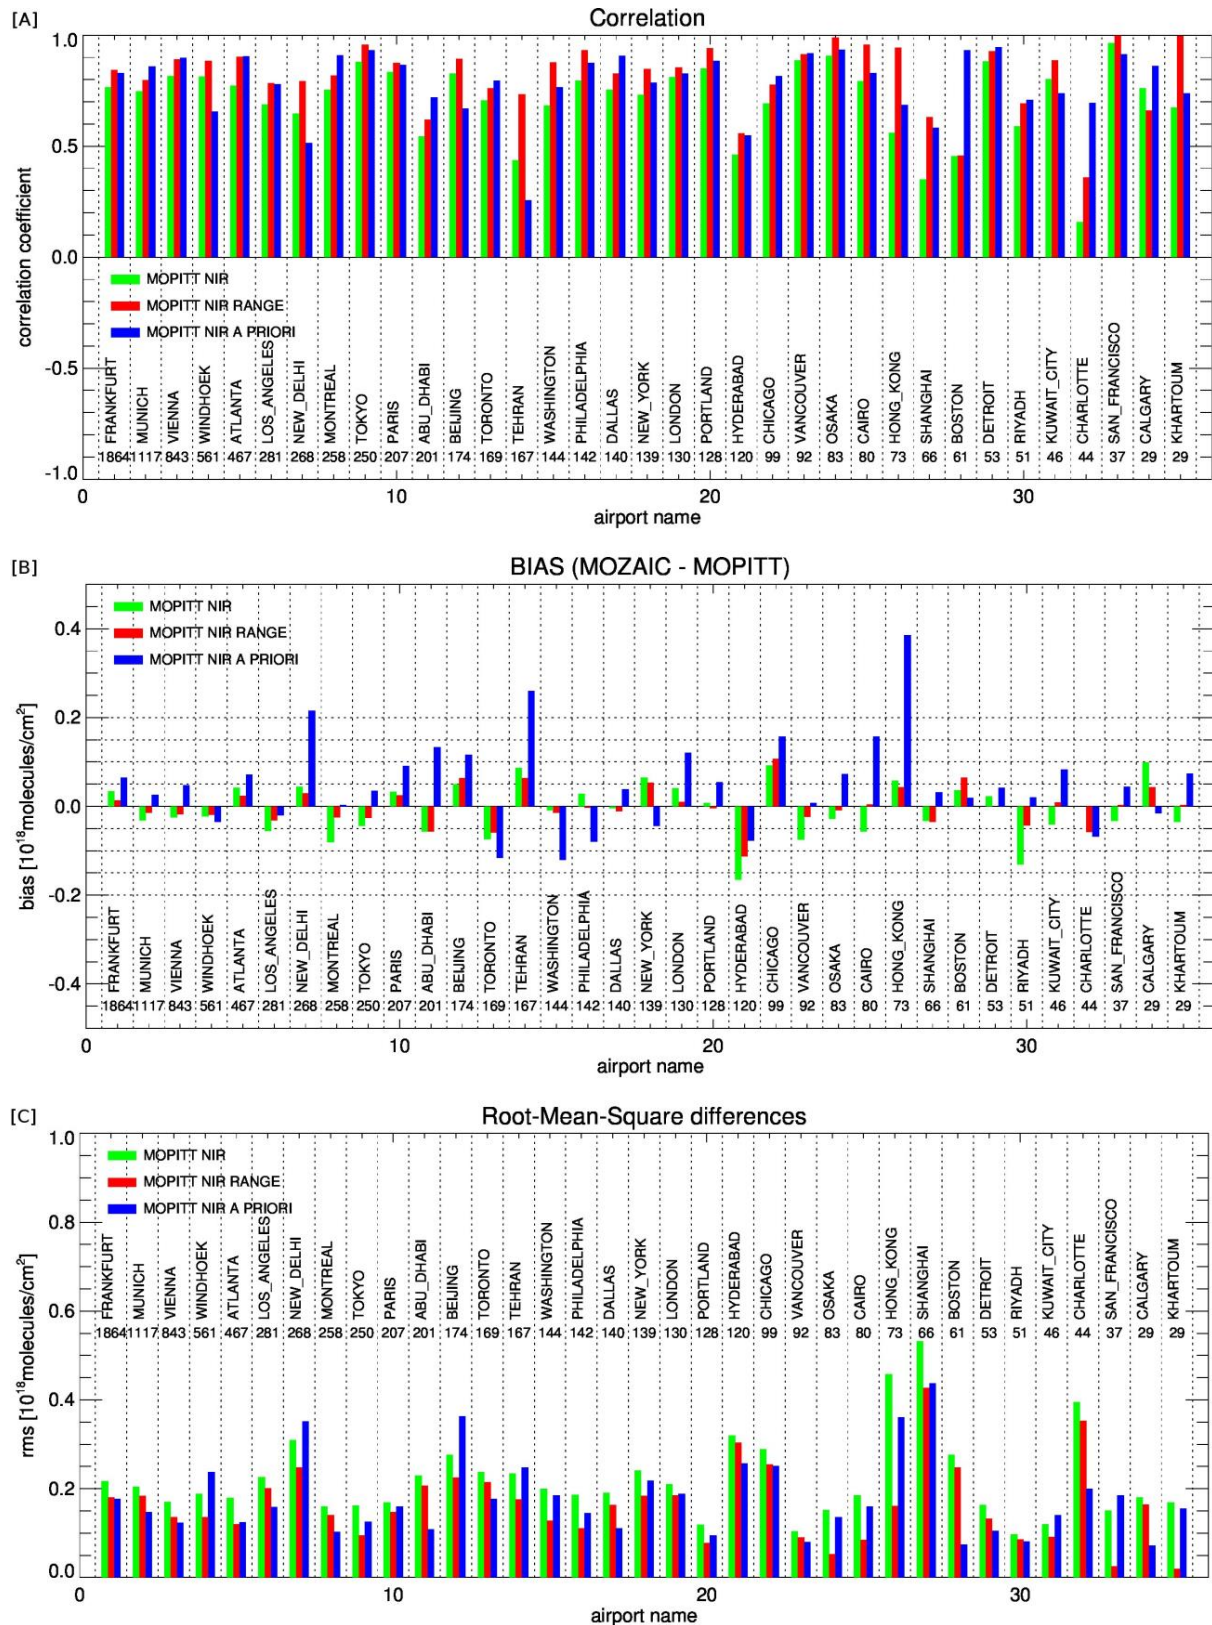 [A]
Correlation
1.0
0.5
0.0
-0.5
-1.0
correlation coefficient
MOPITT NIR
MOPITT NIR RANGE
MOPITT NIR A PRIORI
FRANKFURT MUNICH VIENNA WINDHOEK ATLANTA LOS_ANGELES NEW_DELHI MONTREAL TOKYO PARIS ABU_DHABI BEIJING TORONTO TEHRAN WASHINGTON PHILADELPHIA DALLAS NEW_YORK LONDON PORTLAND HYDERABAD CHICAGO VANCOUVER OSAKA CAIRO HONG_KONG SHANGHAI BOSTON DETROIT RIYADH KUWAIT_CITY CHARLOTTE SAN_FRANCISCO CALGARY KHARTOUM
1864 1117 843 561 467 281 268 258 250 207 201 174 169 167 144 142 140 139 130 128 120 99 92 83 80 73 66 61 53 51 46 44 37 29 29
0 10 20 30
airport name
[B]
BIAS (MOZAIC - MOPITT)
0.4
0.2
0.0
-0.2
-0.4
bias [10¹⁸molecules/cm²]
MOPITT NIR
MOPITT NIR RANGE
MOPITT NIR A PRIORI
FRANKFURT MUNICH VIENNA WINDHOEK ATLANTA LOS_ANGELES NEW_DELHI MONTREAL TOKYO PARIS ABU_DHABI BEIJING TORONTO TEHRAN WASHINGTON PHILADELPHIA DALLAS NEW_YORK LONDON PORTLAND HYDERABAD CHICAGO VANCOUVER OSAKA CAIRO HONG_KONG SHANGHAI BOSTON DETROIT RIYADH KUWAIT_CITY CHARLOTTE SAN_FRANCISCO CALGARY KHARTOUM
1864 1117 843 561 467 281 268 258 250 207 201 174 169 167 144 142 140 139 130 128 120 99 92 83 80 73 66 61 53 51 46 44 37 29 29
0 10 20 30
airport name
[C]
Root-Mean-Square differences
1.0
0.8
0.6
0.4
0.2
0.0
rms [10¹⁸molecules/cm²]
MOPITT NIR
MOPITT NIR RANGE
MOPITT NIR A PRIORI
FRANKFURT MUNICH VIENNA WINDHOEK ATLANTA LOS_ANGELES NEW_DELHI MONTREAL TOKYO PARIS ABU_DHABI BEIJING TORONTO TEHRAN WASHINGTON PHILADELPHIA DALLAS NEW_YORK LONDON PORTLAND HYDERABAD CHICAGO VANCOUVER OSAKA CAIRO HONG_KONG SHANGHAI BOSTON DETROIT RIYADH KUWAIT_CITY CHARLOTTE SAN_FRANCISCO CALGARY KHARTOUM
1864 1117 843 561 467 281 268 258 250 207 201 174 169 167 144 142 140 139 130 128 120 99 92 83 80 73 66 61 53 51 46 44 37 29 29
0 10 20 30
airport name